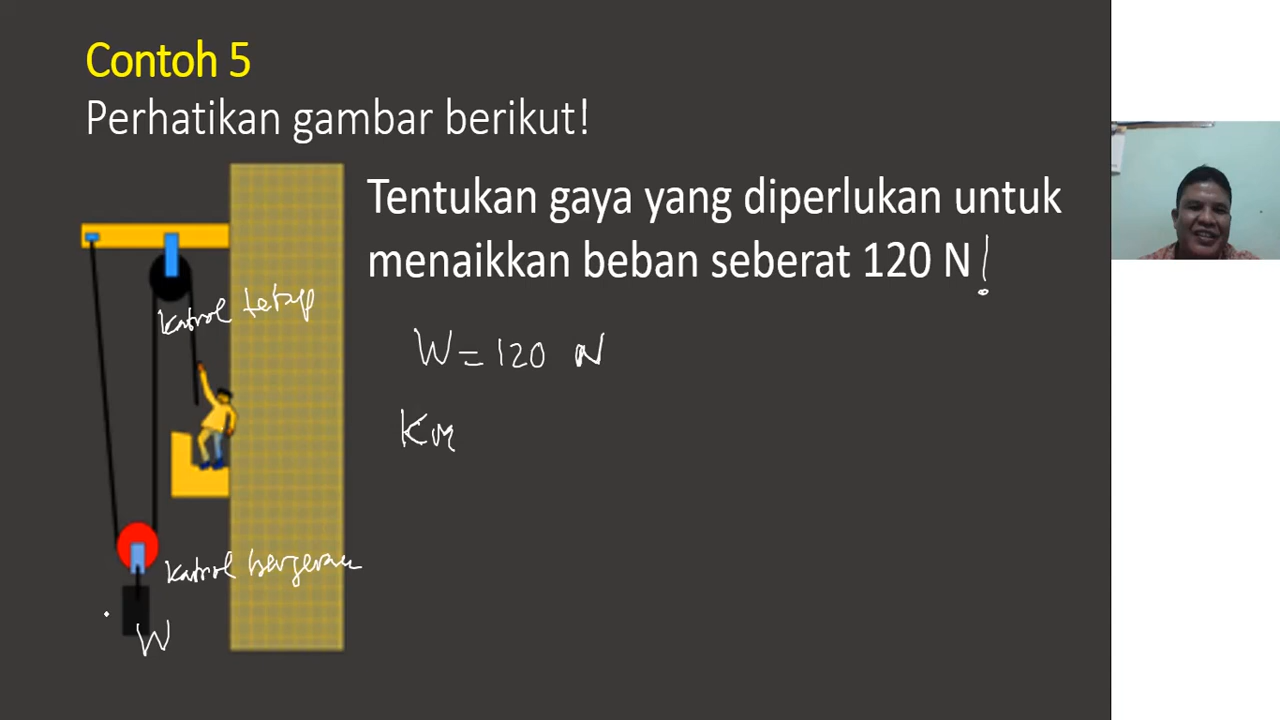 Contoh 5
Perhatikan gambar berikut!
Tentukan gaya yang diperlukan untuk
menaikkan beban seberat 120 N!
katrol tetap
W = 120 N
KM
katrol bergerak
W